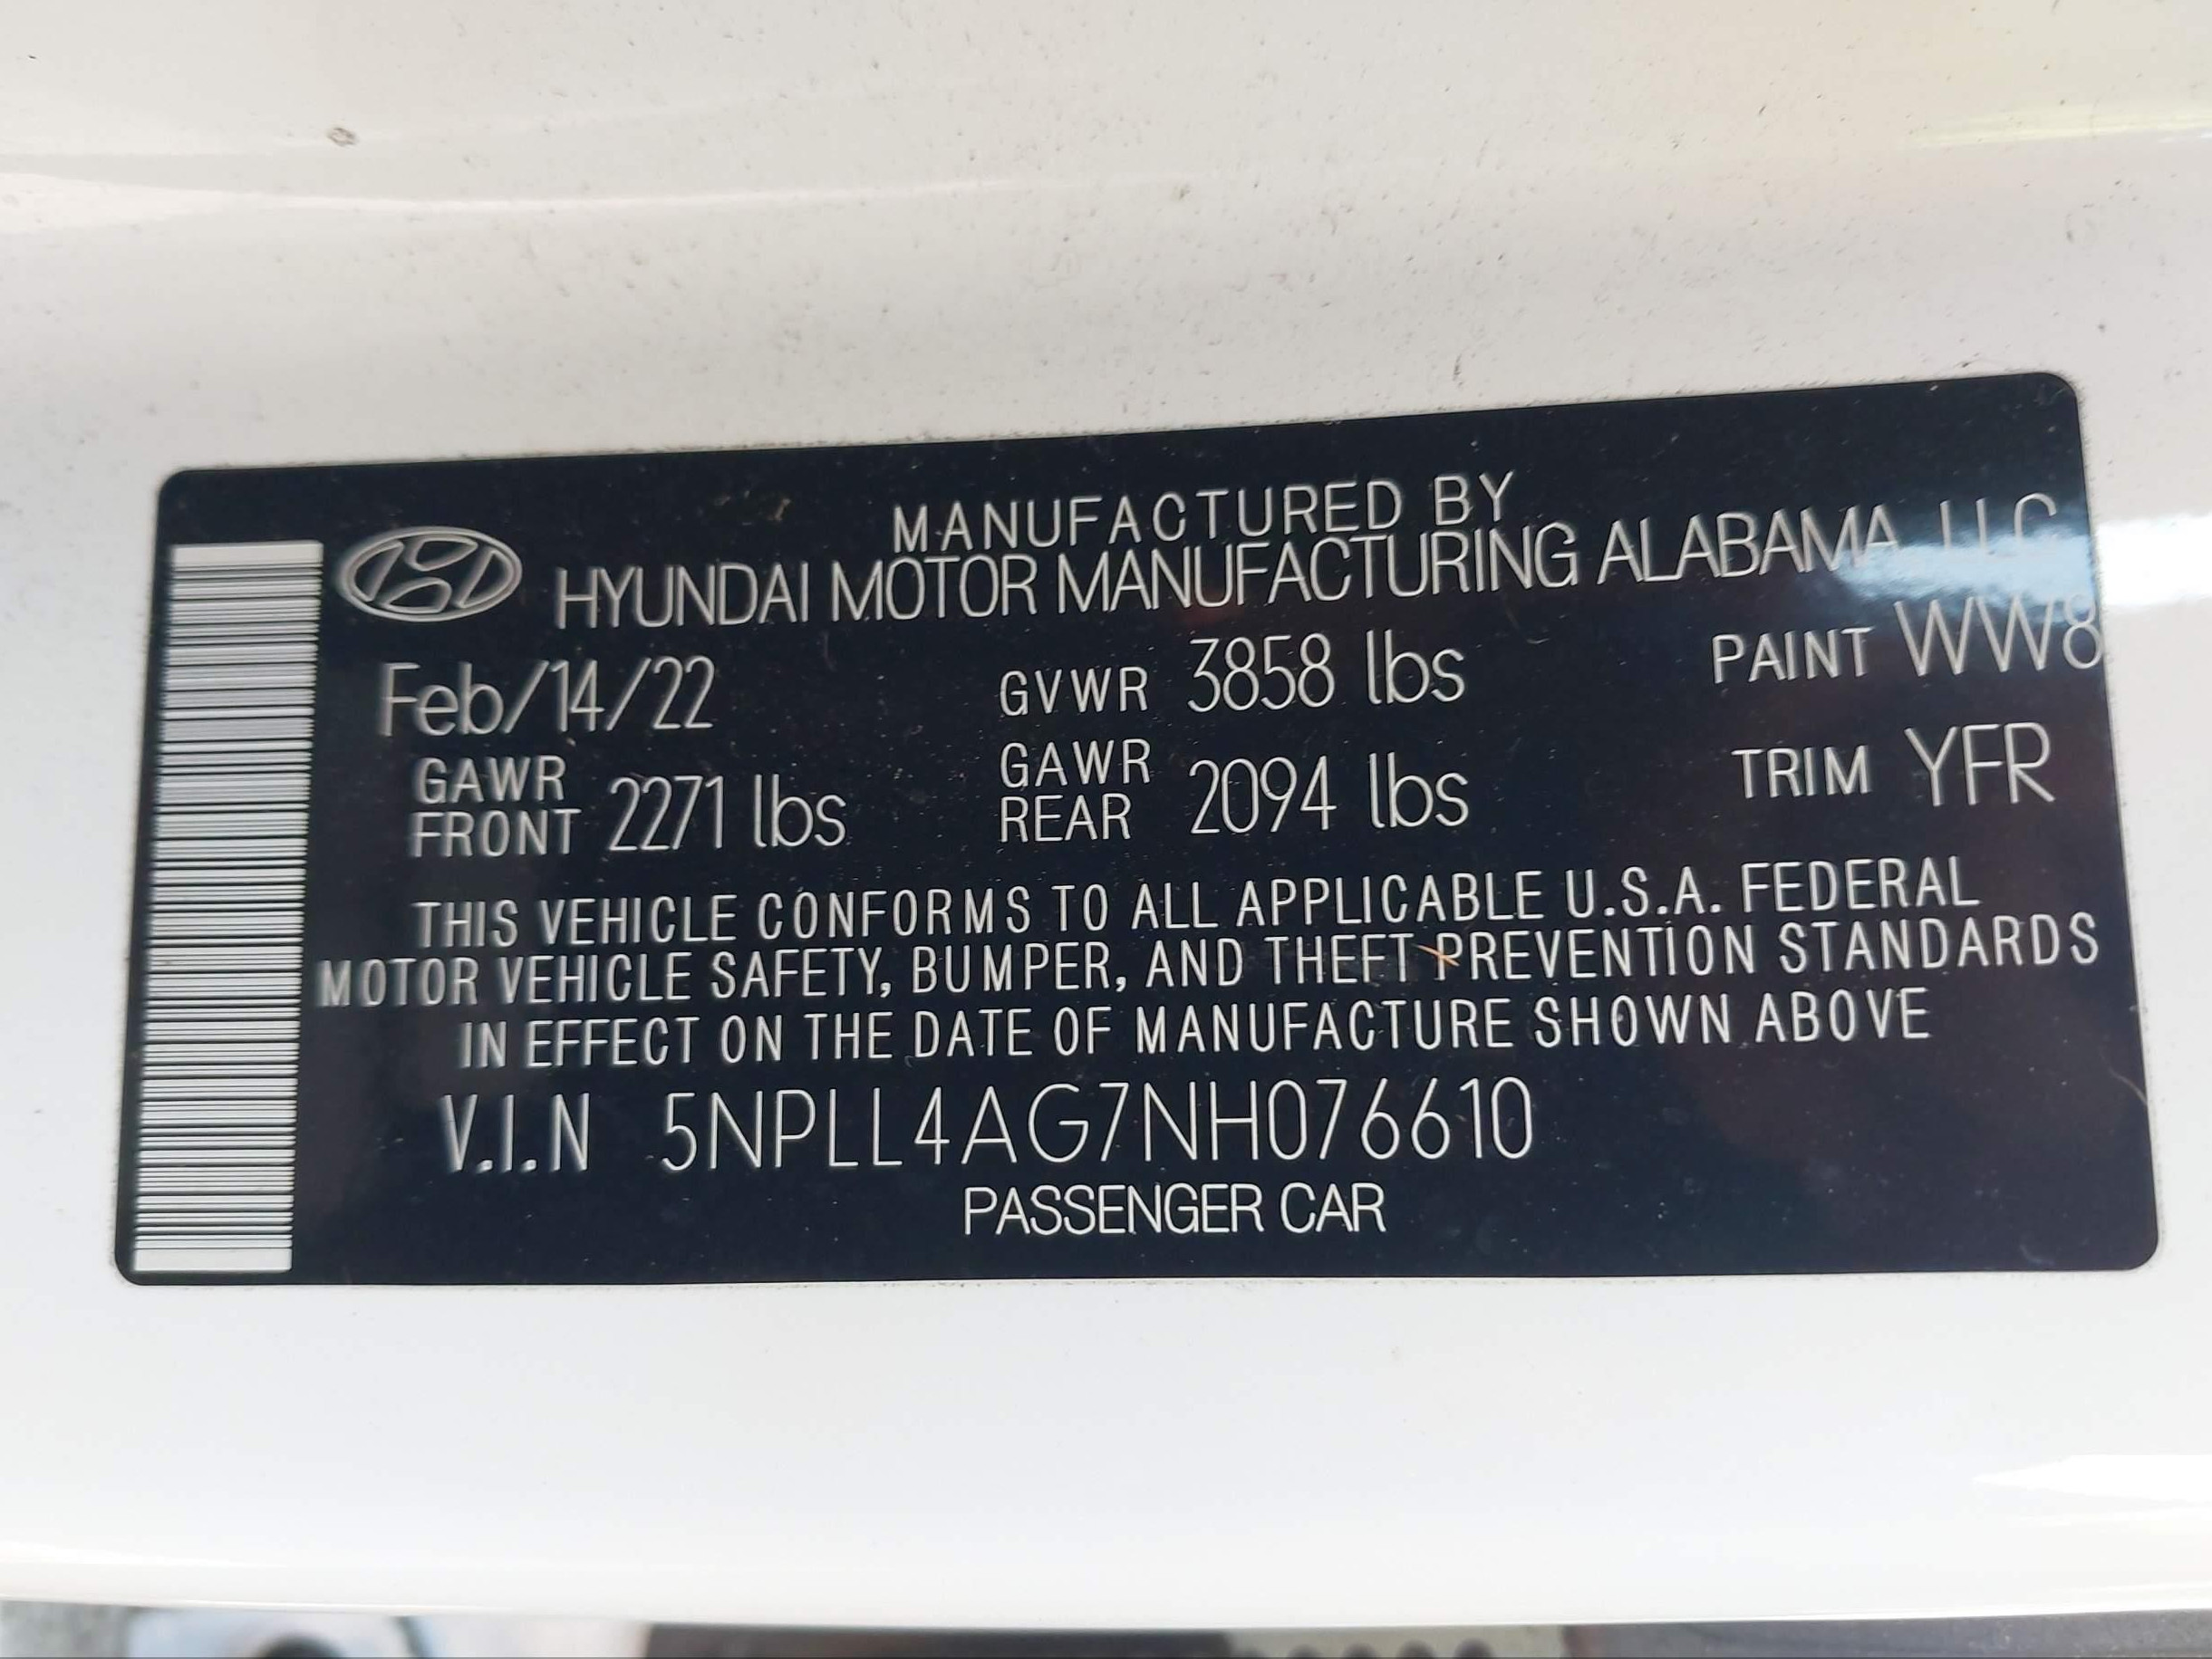 MANUFACTURED BY
HYUNDAI MOTOR MANUFACTURING ALABAMA, LLC
Feb/14/22 GVWR 3858 lbs PAINT WW8
GAWR FRONT 2271 lbs GAWR REAR 2094 lbs TRIM YFR
THIS VEHICLE CONFORMS TO ALL APPLICABLE U.S.A. FEDERAL
MOTOR VEHICLE SAFETY, BUMPER, AND THEFT PREVENTION STANDARDS
IN EFFECT ON THE DATE OF MANUFACTURE SHOWN ABOVE
V.I.N 5NPLL4AG7NH076610
PASSENGER CAR